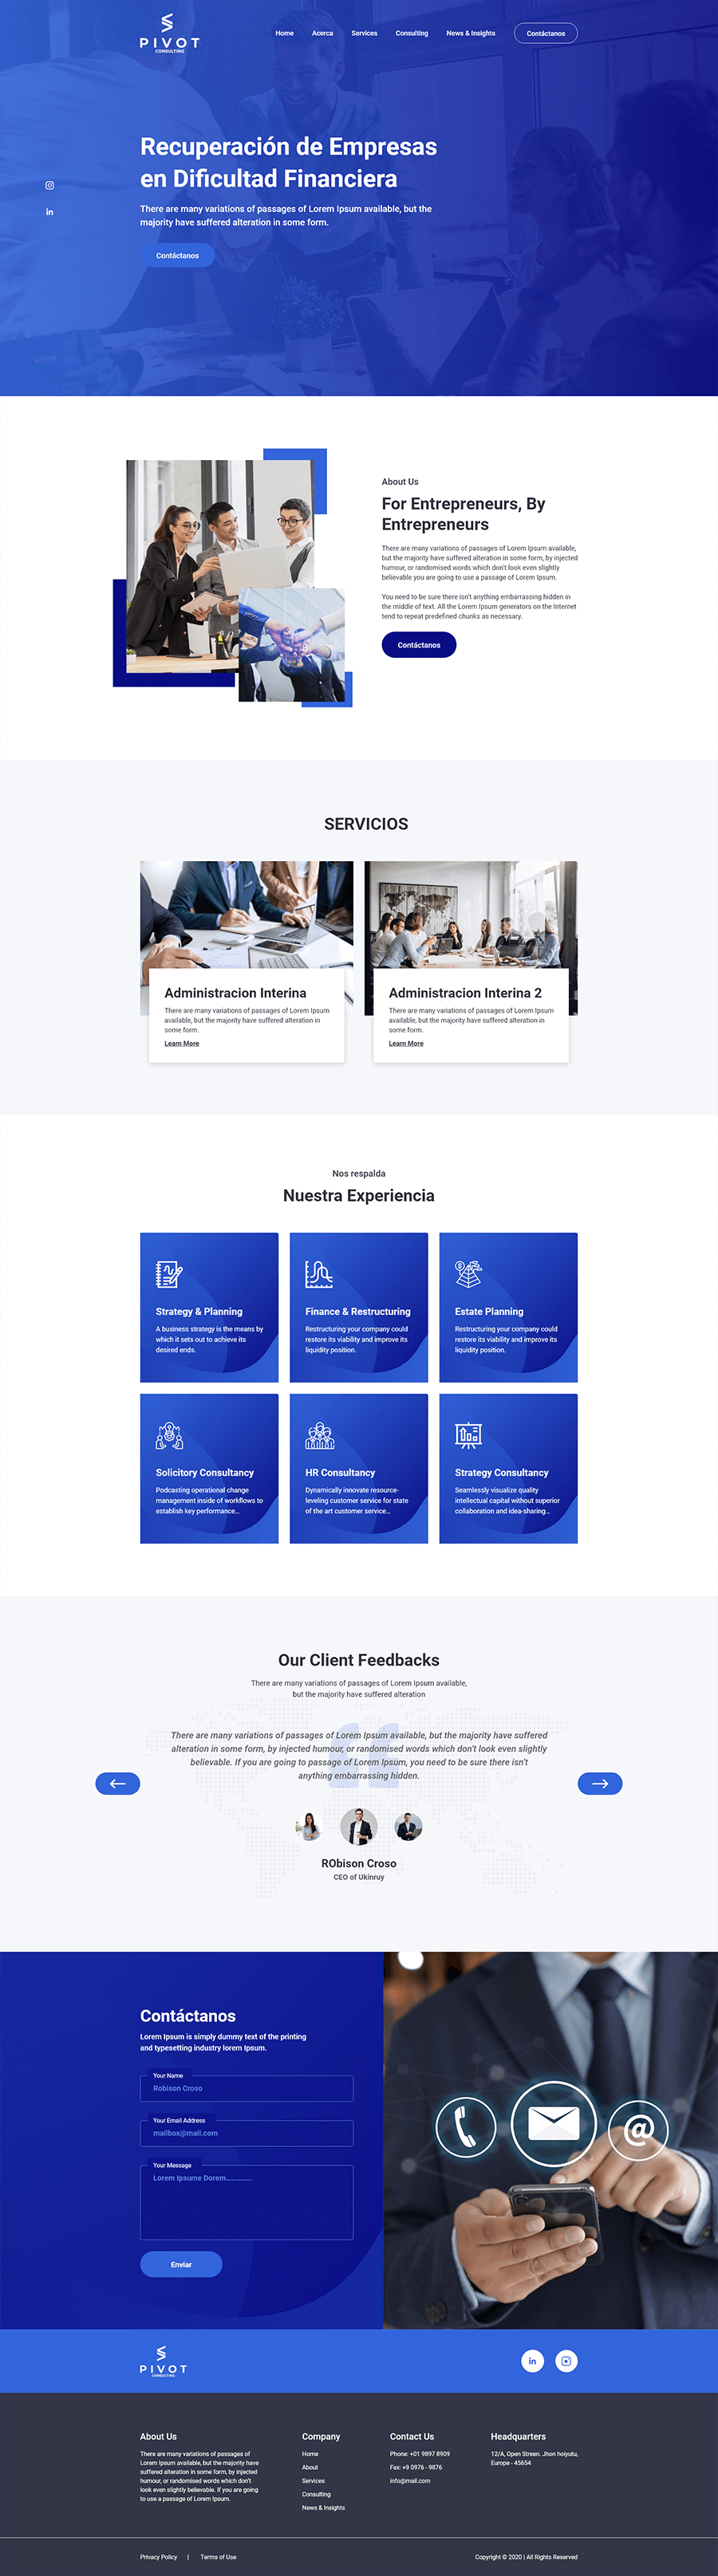 PIVOT
CONSULTING
Home
Acerca
Services
Consulting
News & Insights
Contáctanos
Recuperación de Empresas
en Dificultad Financiera
There are many variations of passages of Lorem Ipsum available, but the
majority have suffered alteration in some form.
Contáctanos
About Us
For Entrepreneurs, By
Entrepreneurs
There are many variations of passages of Lorem Ipsum available,
but the majority have suffered alteration in some form, by injected
humour, or randomised words which don't look even slightly
believable you are going to use a passage of Lorem Ipsum.
You need to be sure there isn't anything embarrassing hidden in
the middle of text. All the Lorem Ipsum generators on the Internet
tend to repeat predefined chunks as necessary.
Contáctanos
SERVICIOS
Administracion Interina
There are many variations of passages of Lorem Ipsum
available, but the majority have suffered alteration in
some form.
Learn More
Administracion Interina 2
There are many variations of passages of Lorem Ipsum
available, but the majority have suffered alteration in
some form.
Learn More
Nos respalda
Nuestra Experiencia
Strategy & Planning
A business strategy is the means by
which it sets out to achieve its
desired ends.
Finance & Restructuring
Restructuring your company could
restore its viability and improve its
liquidity position.
Estate Planning
Restructuring your company could
restore its viability and improve its
liquidity position.
Solicitory Consultancy
Podcasting operational change
management inside of workflows to
establish key performance...
HR Consultancy
Dynamically innovate resource-
leveling customer service for state
of the art customer service...
Strategy Consultancy
Seamlessly visualize quality
intellectual capital without superior
collaboration and idea-sharing...
Our Client Feedbacks
There are many variations of passages of Lorem Ipsum available,
but the majority have suffered alteration
There are many variations of passages of Lorem Ipsum available, but the majority have suffered
alteration in some form, by injected humour, or randomised words which don't look even slightly
believable. If you are going to passage of Lorem Ipsum, you need to be sure there isn't
anything embarrassing hidden.
RObison Croso
CEO of Ukinruy
Contáctanos
Lorem Ipsum is simply dummy text of the printing
and typesetting industry lorem Ipsum.
Your Name
Robison Croso
Your Email Address
mailbox@mail.com
Your Message
Lorem Ipsume Dorem..............
Enviar
@
PIVOT
CONSULTING
in
About Us
There are many variations of passages of
Lorem Ipsum available, but the majority have
suffered alteration in some form, by injected
humour, or randomised words which don't
look even slightly believable. If you are going
to use a passage of Lorem Ipsum.
Company
Home
About
Services
Consulting
News & Insights
Contact Us
Phone: +01 9897 8909
Fax: +9 0976 - 9876
info@mail.com
Headquarters
12/A, Open Streen. Jhon hoiyutu,
Europe - 45654
Privacy Policy | Terms of Use
Copyright © 2020 | All Rights Reserved